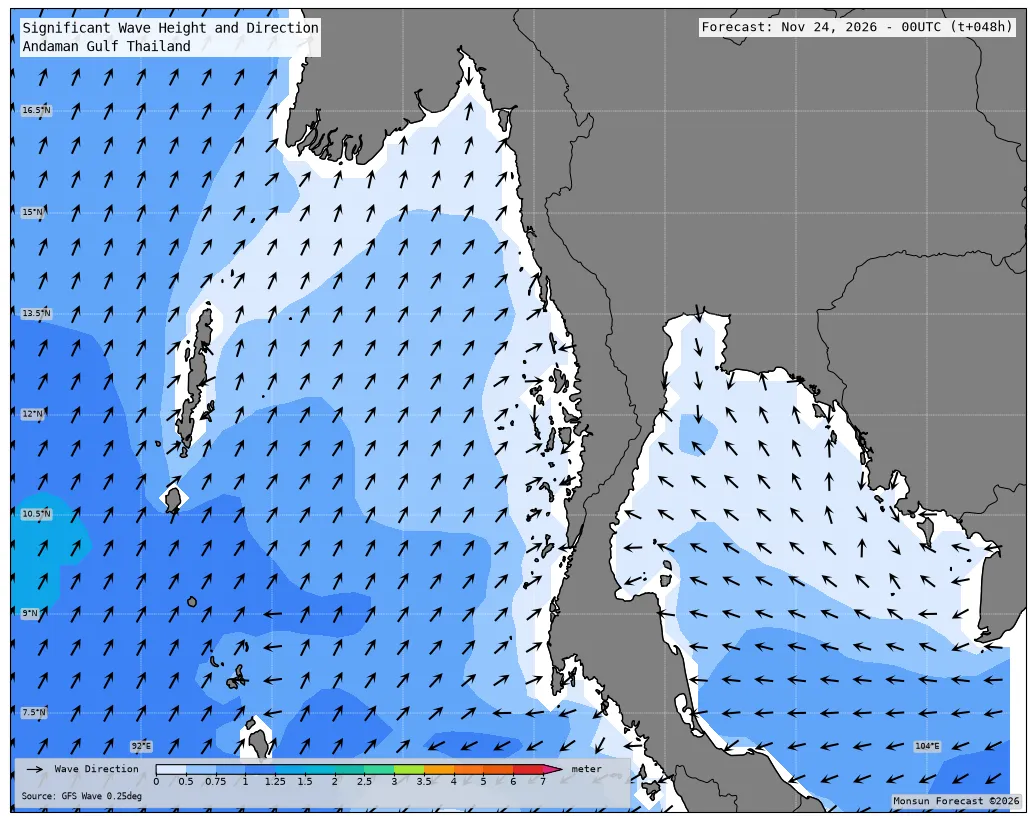 Significant Wave Height and Direction
Andaman Gulf Thailand
Forecast: Nov 24, 2026 - 00UTC (t+048h)
16.5°N
15°N
13.5°N
12°N
10.5°N
9°N
7.5°N
92°E
104°E
Wave Direction
0 0.5 0.75 1 1.25 1.5 2 2.5 3 3.5 4 5 6 7
meter
Source: GFS Wave 0.25deg
Monsun Forecast ©2026